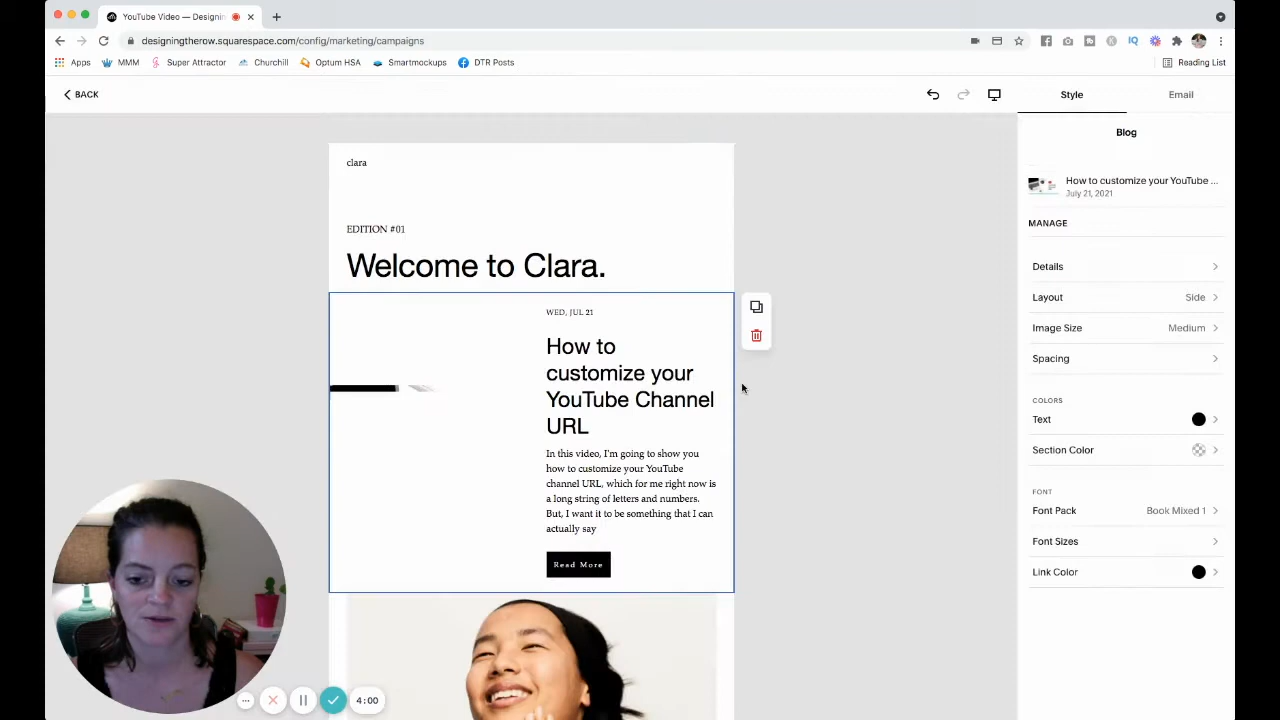 YouTube Video — Designin
designingtherow.squarespace.com/config/marketing/campaigns
Apps
MMM
Super Attractor
Churchill
Optum HSA
Smartmockups
DTR Posts
Reading List
BACK
Style
Email
Blog
How to customize your YouTube ...
July 21, 2021
MANAGE
Details
Layout
Side
Image Size
Medium
Spacing
COLORS
Text
Section Color
FONT
Font Pack
Book Mixed 1
Font Sizes
Link Color
clara
EDITION #01
Welcome to Clara.
WED, JUL 21
How to
customize your
YouTube Channel
URL
In this video, I'm going to show you
how to customize your YouTube
channel URL, which for me right now is
a long string of letters and numbers.
But, I want it to be something that I can
actually say
Read More
4:00